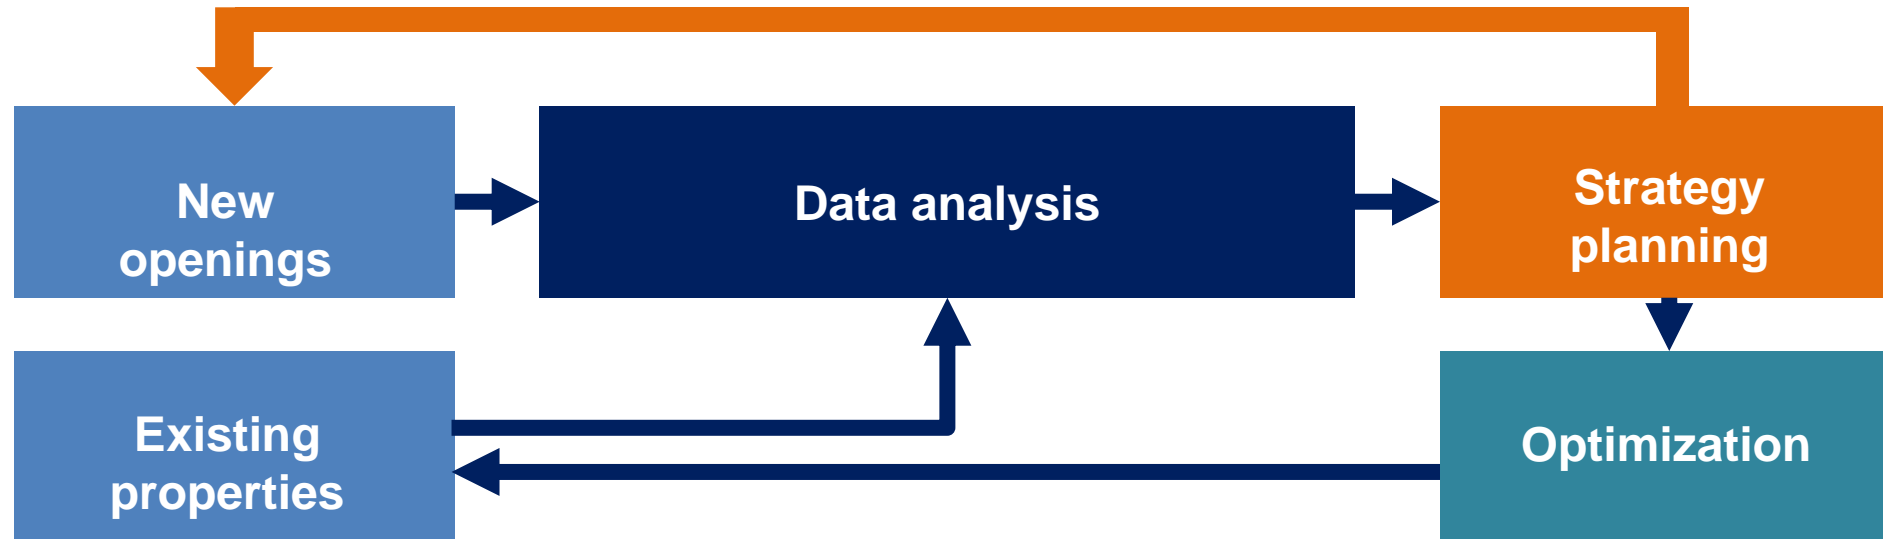 New
openings
Data analysis
Strategy
planning
Existing
properties
Optimization